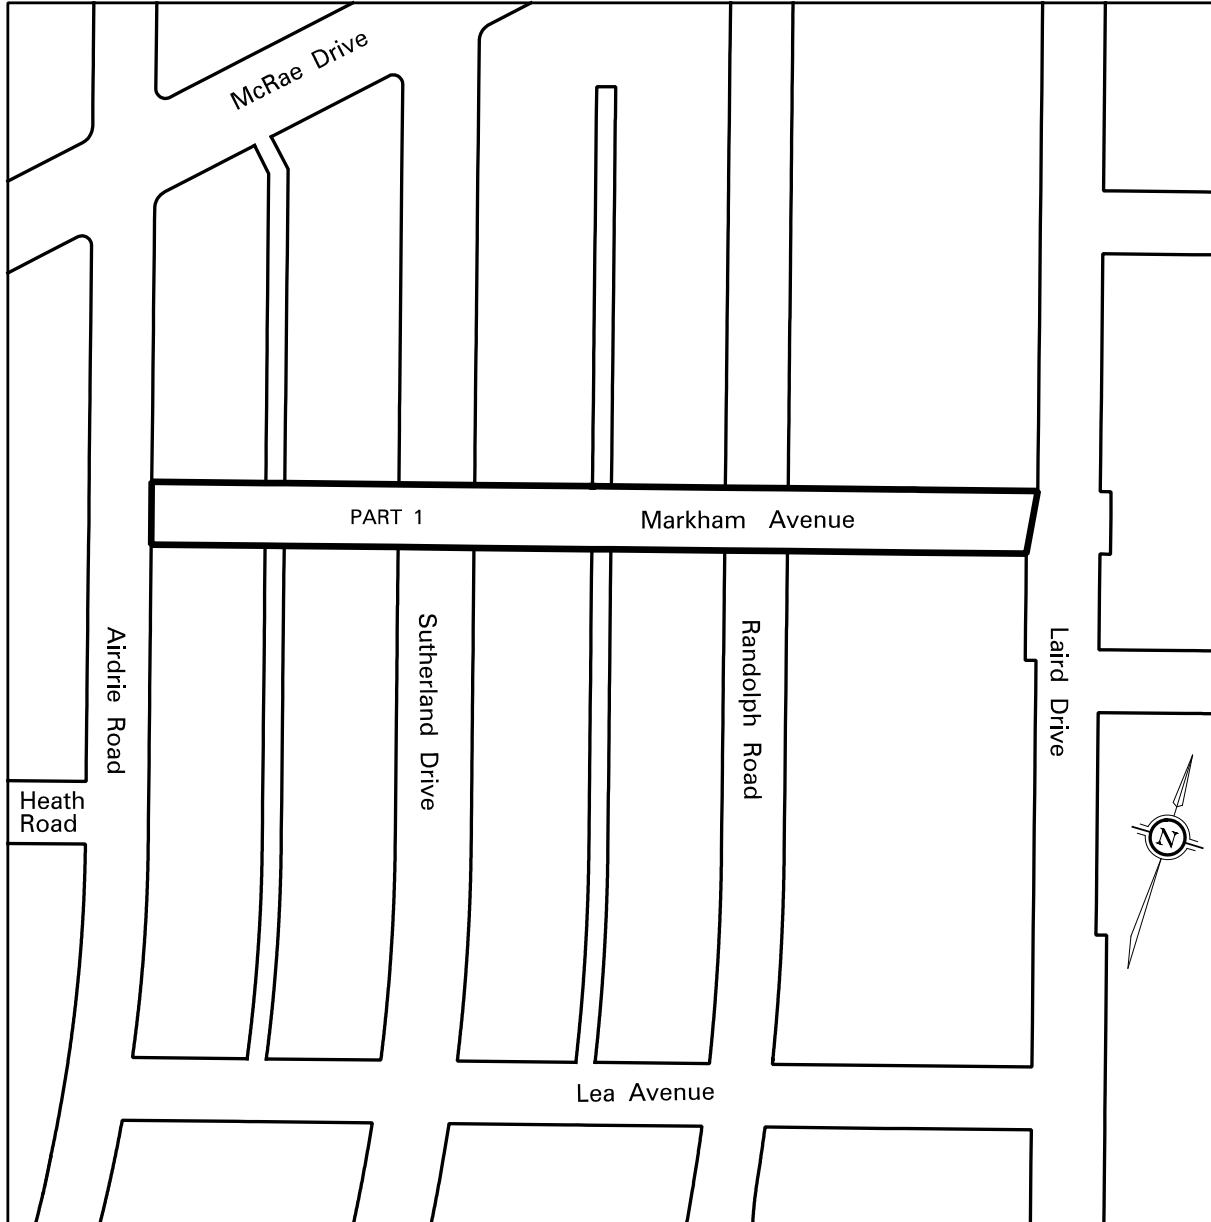 McRae Drive
PART 1
Markham Avenue
Airdrie Road
Sutherland Drive
Randolph Road
Laird Drive
Heath
Road
N
Lea Avenue